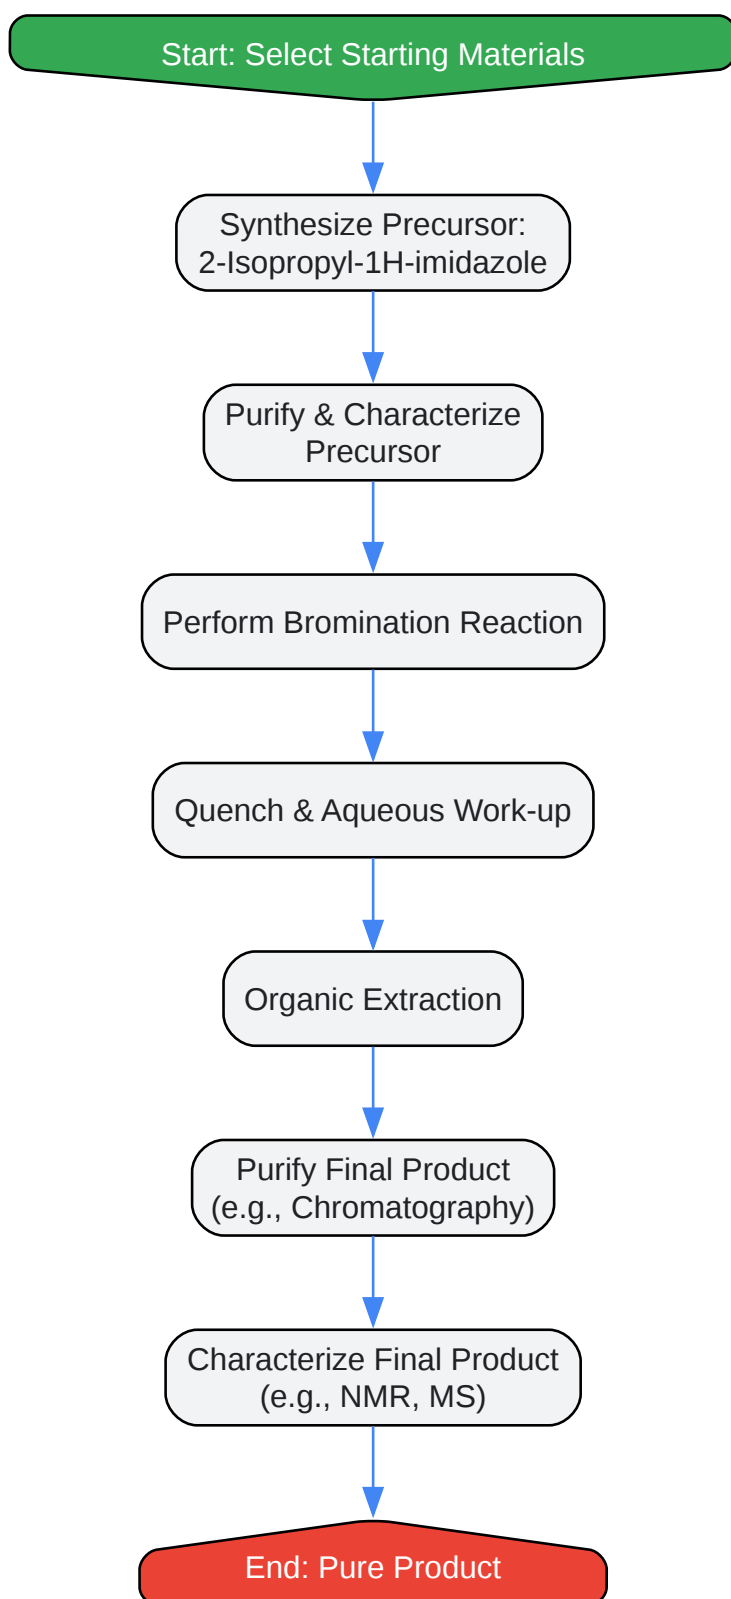 Start: Select Starting Materials
Synthesize Precursor:
2-Isopropyl-1H-imidazole
Purify & Characterize
Precursor
Perform Bromination Reaction
Quench & Aqueous Work-up
Organic Extraction
Purify Final Product
(e.g., Chromatography)
Characterize Final Product
(e.g., NMR, MS)
End: Pure Product